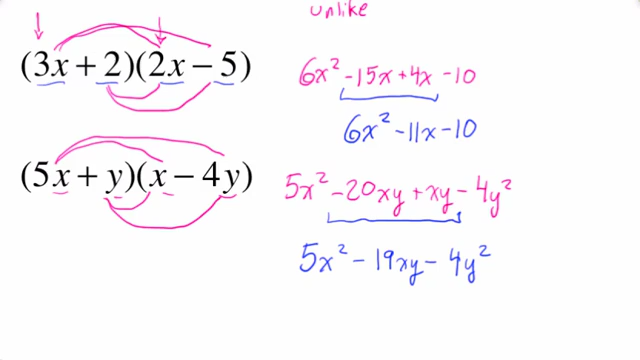 unlike
(3x + 2)(2x − 5)
6x² -15x+4x -10
6x² -11x -10
(5x + y)(x − 4y)
5x² -20xy +xy -4y²
5x² - 19xy - 4y²